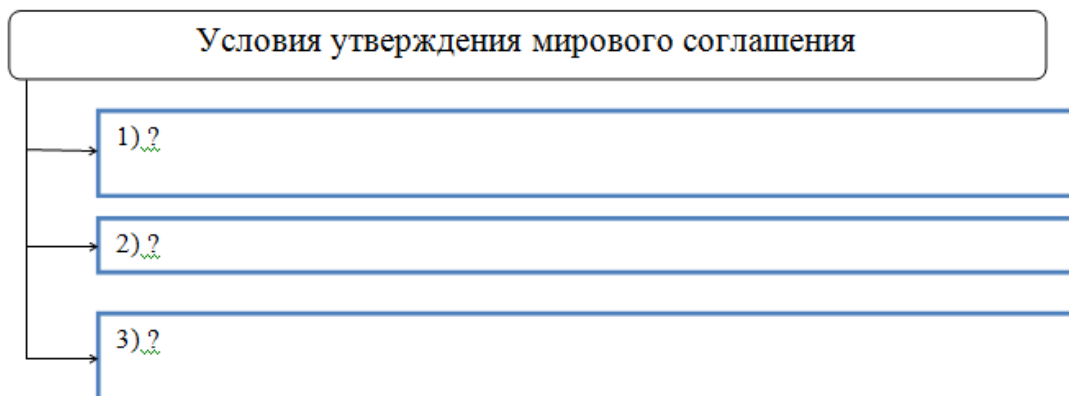 Условия утверждения мирового соглашения
1) ?
2) ?
3) ?